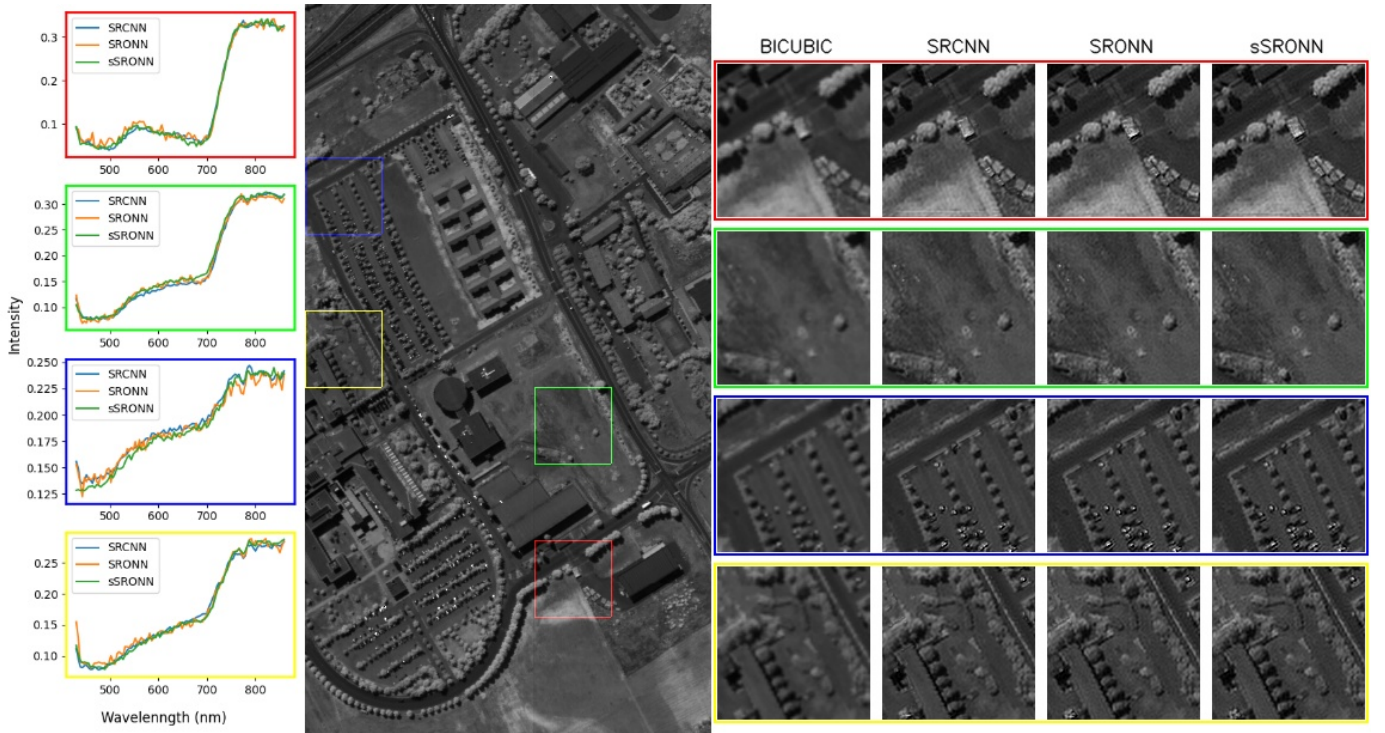 BICUBIC SRCNN SRONN sSRONN
SRCNN
SRONN
sSRONN
0.3
0.2
0.1
500 600 700 800
SRCNN
SRONN
sSRONN
0.30
0.25
0.20
0.15
0.10
500 600 700 800
Intensity
SRCNN
SRONN
sSRONN
0.250
0.225
0.200
0.175
0.150
0.125
500 600 700 800
SRCNN
SRONN
sSRONN
0.25
0.20
0.15
0.10
500 600 700 800
Wavelenngth (nm)